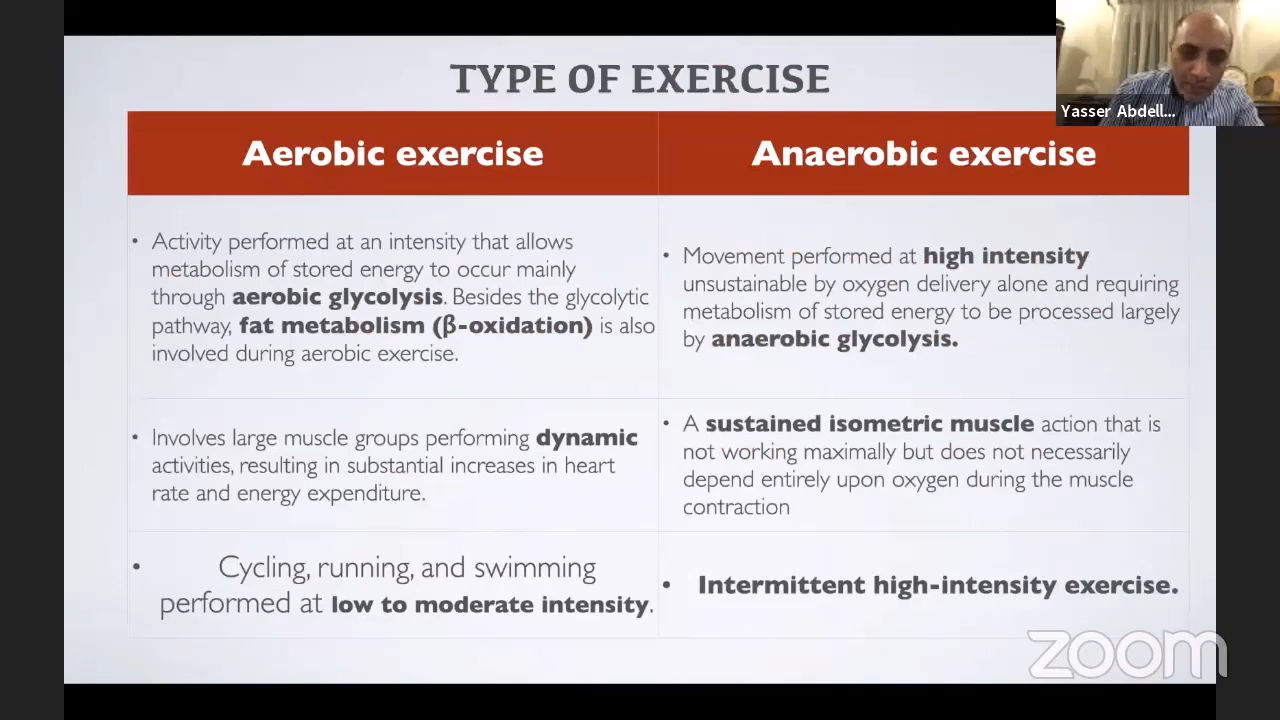 TYPE OF EXERCISE
Yasser Abdell...
Aerobic exercise
Anaerobic exercise
• Activity performed at an intensity that allows
metabolism of stored energy to occur mainly
through aerobic glycolysis. Besides the glycolytic
pathway, fat metabolism (β-oxidation) is also
involved during aerobic exercise.
• Movement performed at high intensity
unsustainable by oxygen delivery alone and requiring
metabolism of stored energy to be processed largely
by anaerobic glycolysis.
• Involves large muscle groups performing dynamic
activities, resulting in substantial increases in heart
rate and energy expenditure.
• A sustained isometric muscle action that is
not working maximally but does not necessarily
depend entirely upon oxygen during the muscle
contraction
• Cycling, running, and swimming
performed at low to moderate intensity.
• Intermittent high-intensity exercise.
zoom